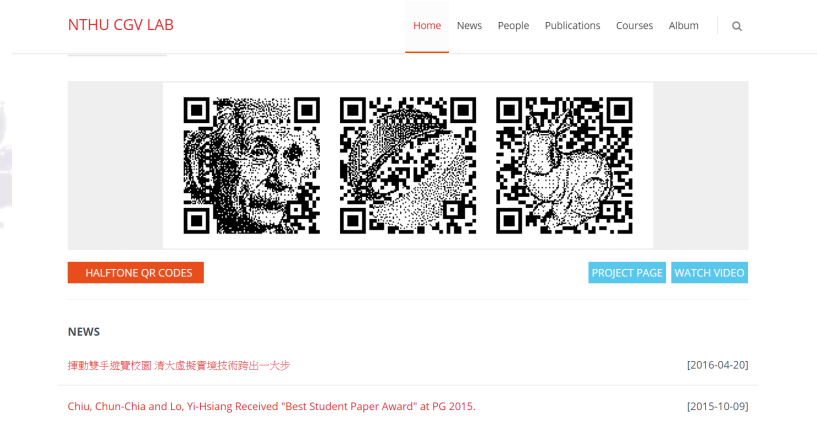 NTHU CGV LAB
Home News People Publications Courses Album
HALFTONE QR CODES
PROJECT PAGE WATCH VIDEO
NEWS
揮動雙手遊覽校園 清大虛擬實境技術跨出一大步 [2016-04-20]
Chiu, Chun-Chia and Lo, Yi-Hsiang Received "Best Student Paper Award" at PG 2015. [2015-10-09]